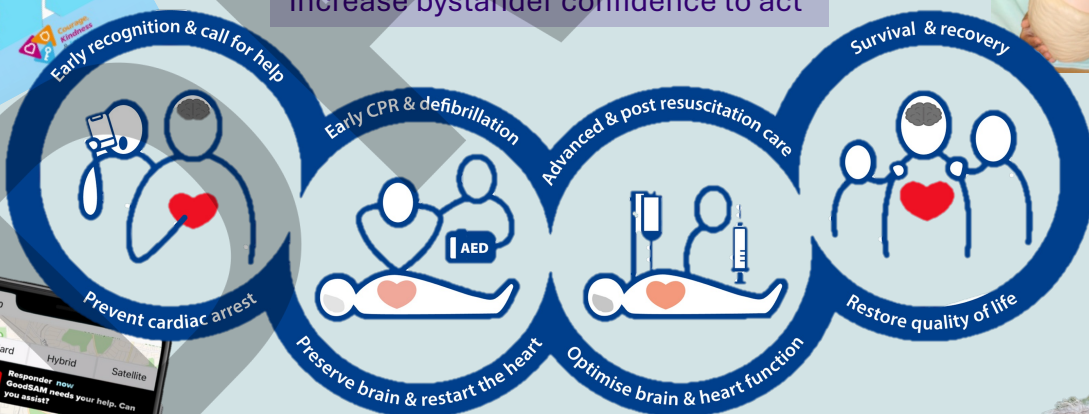 increase bystander confidence to act
Courage
Kindness
Early recognition & call for help
Prevent cardiac arrest
Early CPR & defibrillation
AED
Preserve brain & restart the heart
Advanced & post resuscitation care
Optimise brain & heart function
Survival & recovery
Restore quality of life
Hybrid
Satellite
Responder now
GoodSAM needs your help. Can
you assist?